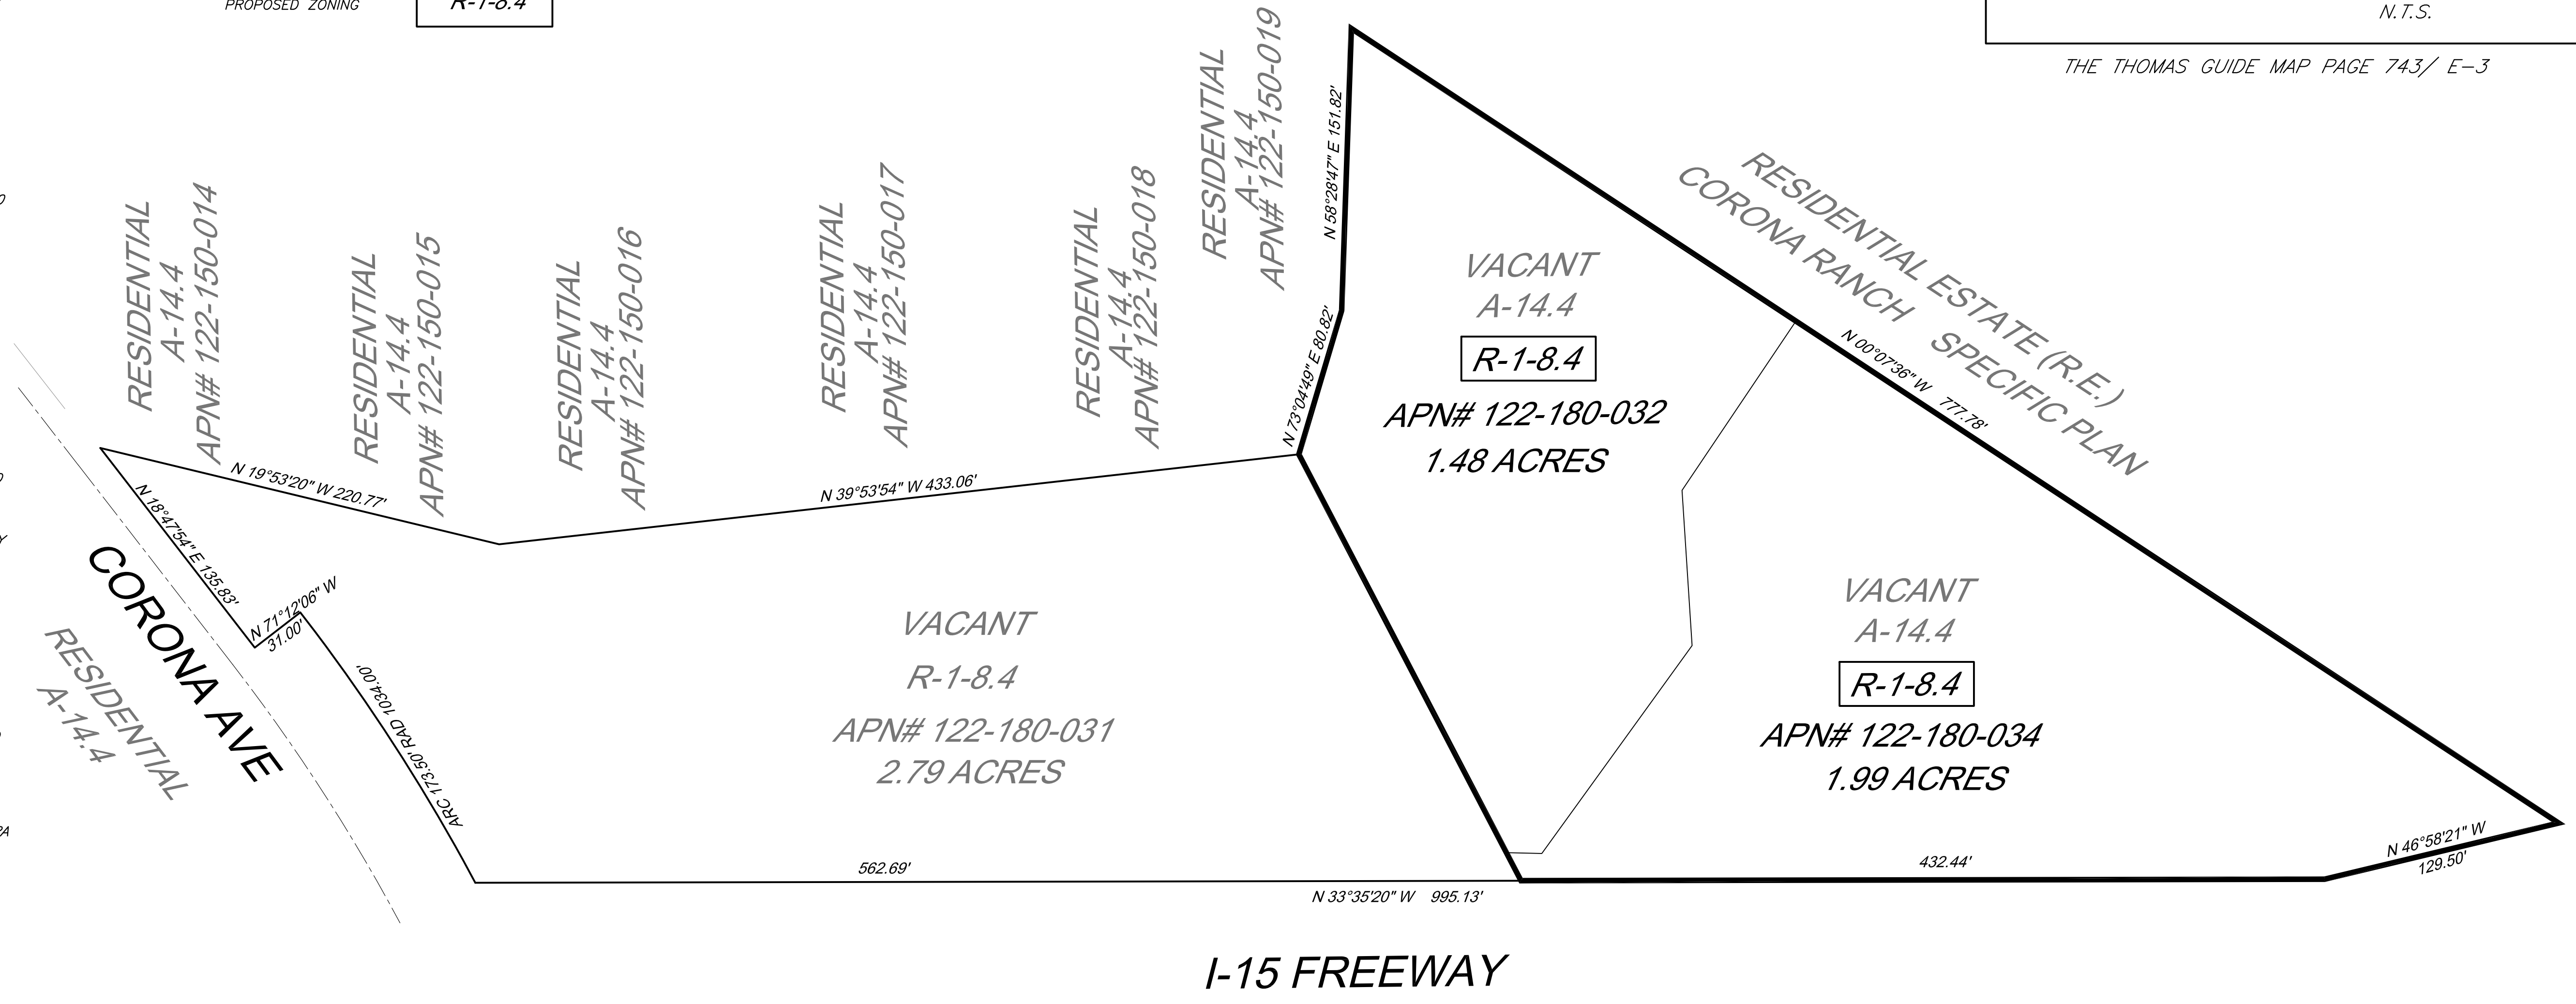 PROPOSED ZONING
R-1-8.4
N.T.S.
THE THOMAS GUIDE MAP PAGE 743/ E-3
RESIDENTIAL
A-14.4
APN# 122-150-014
RESIDENTIAL
A-14.4
APN# 122-150-015
RESIDENTIAL
A-14.4
APN# 122-150-016
RESIDENTIAL
A-14.4
APN# 122-150-017
RESIDENTIAL
A-14.4
APN# 122-150-018
RESIDENTIAL
A-14.4
APN# 122-150-019
N 58°28'47" E 151.82'
N 73°04'49" E 80.82'
VACANT
A-14.4
R-1-8.4
APN# 122-180-032
1.48 ACRES
RESIDENTIAL ESTATE (R.E.)
CORONA RANCH SPECIFIC PLAN
N 00°07'36" W 777.78'
N 19°53'20" W 220.77'
N 39°53'54" W 433.06'
N 18°47'54" E 135.83'
N 71°12'06" W
31.00'
CORONA AVE
RESIDENTIAL
A-14.4
ARC 173.50' RAD 1034.00'
VACANT
R-1-8.4
APN# 122-180-031
2.79 ACRES
VACANT
A-14.4
R-1-8.4
APN# 122-180-034
1.99 ACRES
562.69'
432.44'
N 46°58'21" W
129.50'
N 33°35'20" W 995.13'
I-15 FREEWAY